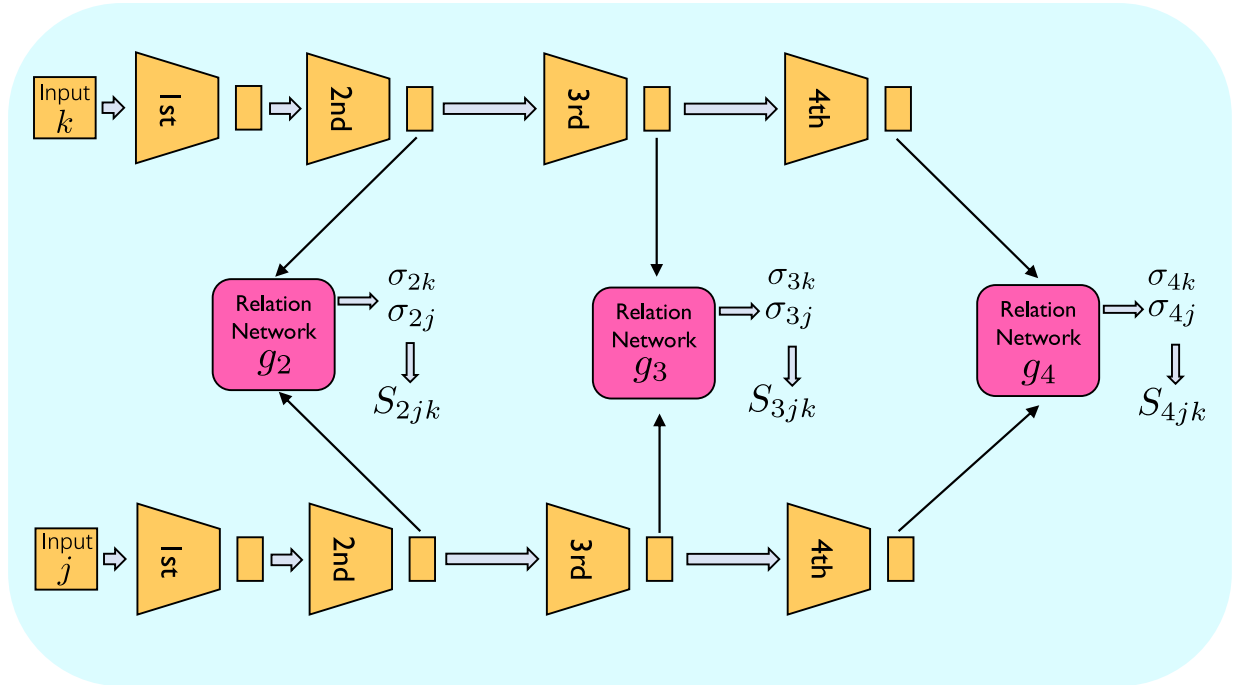 Input
k
1st
2nd
3rd
4th
Relation
Network
g₂
σ₂ₖ
σ₂ⱼ
S₂ⱼₖ
Relation
Network
g₃
σ₃ₖ
σ₃ⱼ
S₃ⱼₖ
Relation
Network
g₄
σ₄ₖ
σ₄ⱼ
S₄ⱼₖ
Input
j
1st
2nd
3rd
4th